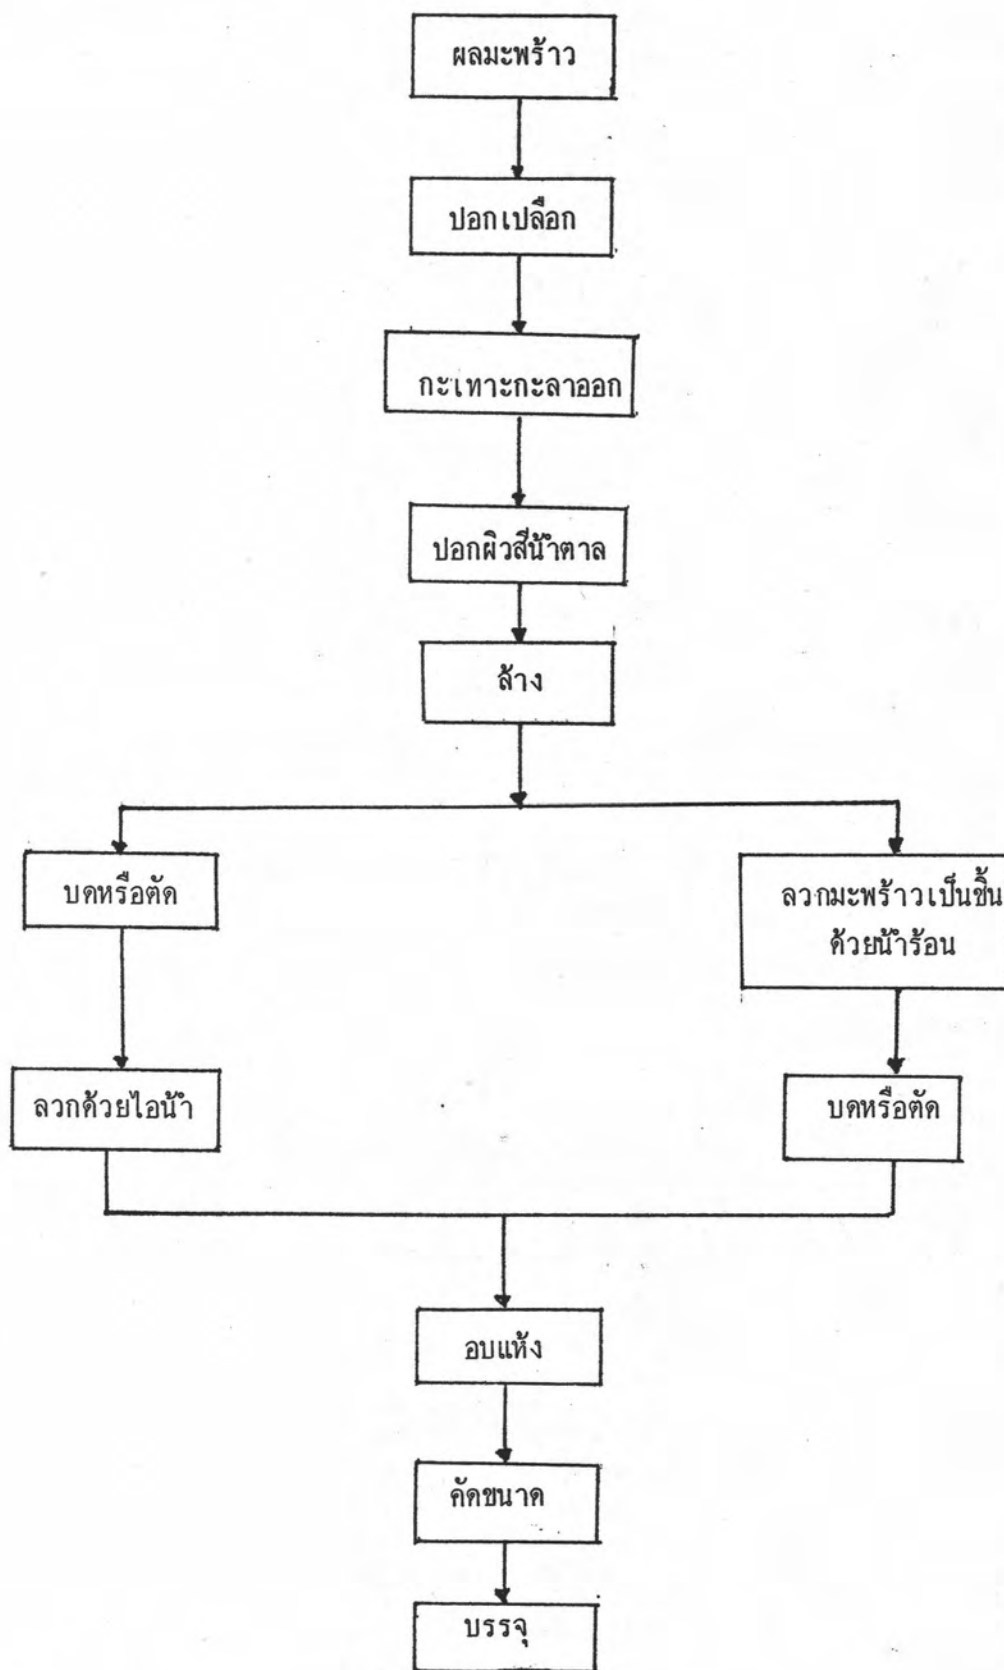 ผลมะพร้าว
ปอกเปลือก
กะเทาะกะลาออก
ปอกผิวสีน้ำตาล
ล้าง
บดหรือตัด
ลวกมะพร้าวเป็นชิ้น
ด้วยน้ำร้อน
ลวกด้วยไอน้ำ
บดหรือตัด
อบแห้ง
คัดขนาด
บรรจุ